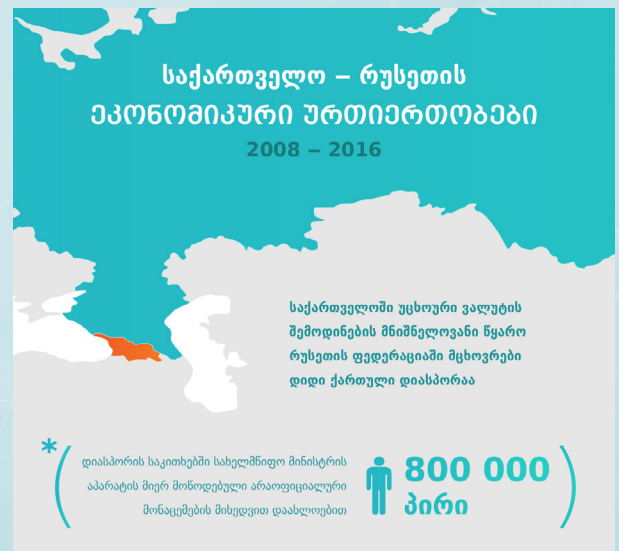 საქართველო – რუსეთის
ეკონომიკური ურთიერთობები
2008 – 2016
საქართველოში უცხოური ვალუტის
შემოდინების მნიშნელოვანი წყარო
რუსეთის ფედერაციაში მცხოვრები
დიდი ქართული დიასპორაა
* დიასპორის საკითხებში სახელმწიფო მინისტრის
აპარატის მიერ მოწოდებული არაოფიციალური
მონაცემების მიხედვით დაახლოებით
800 000
პირი